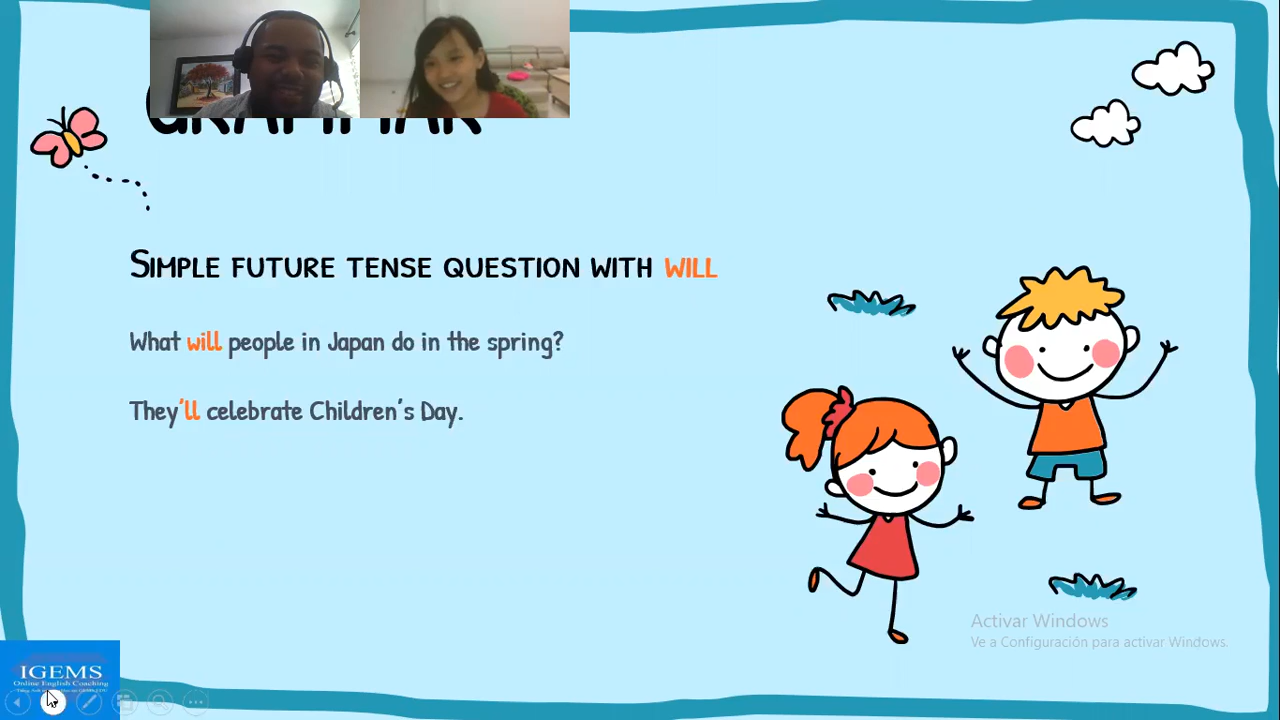 GRAMMAR
SIMPLE FUTURE TENSE QUESTION WITH WILL
What will people in Japan do in the spring?
They'll celebrate Children's Day.
Activar Windows
Ve a Configuración para activar Windows.
IGEMS
Online English Coaching